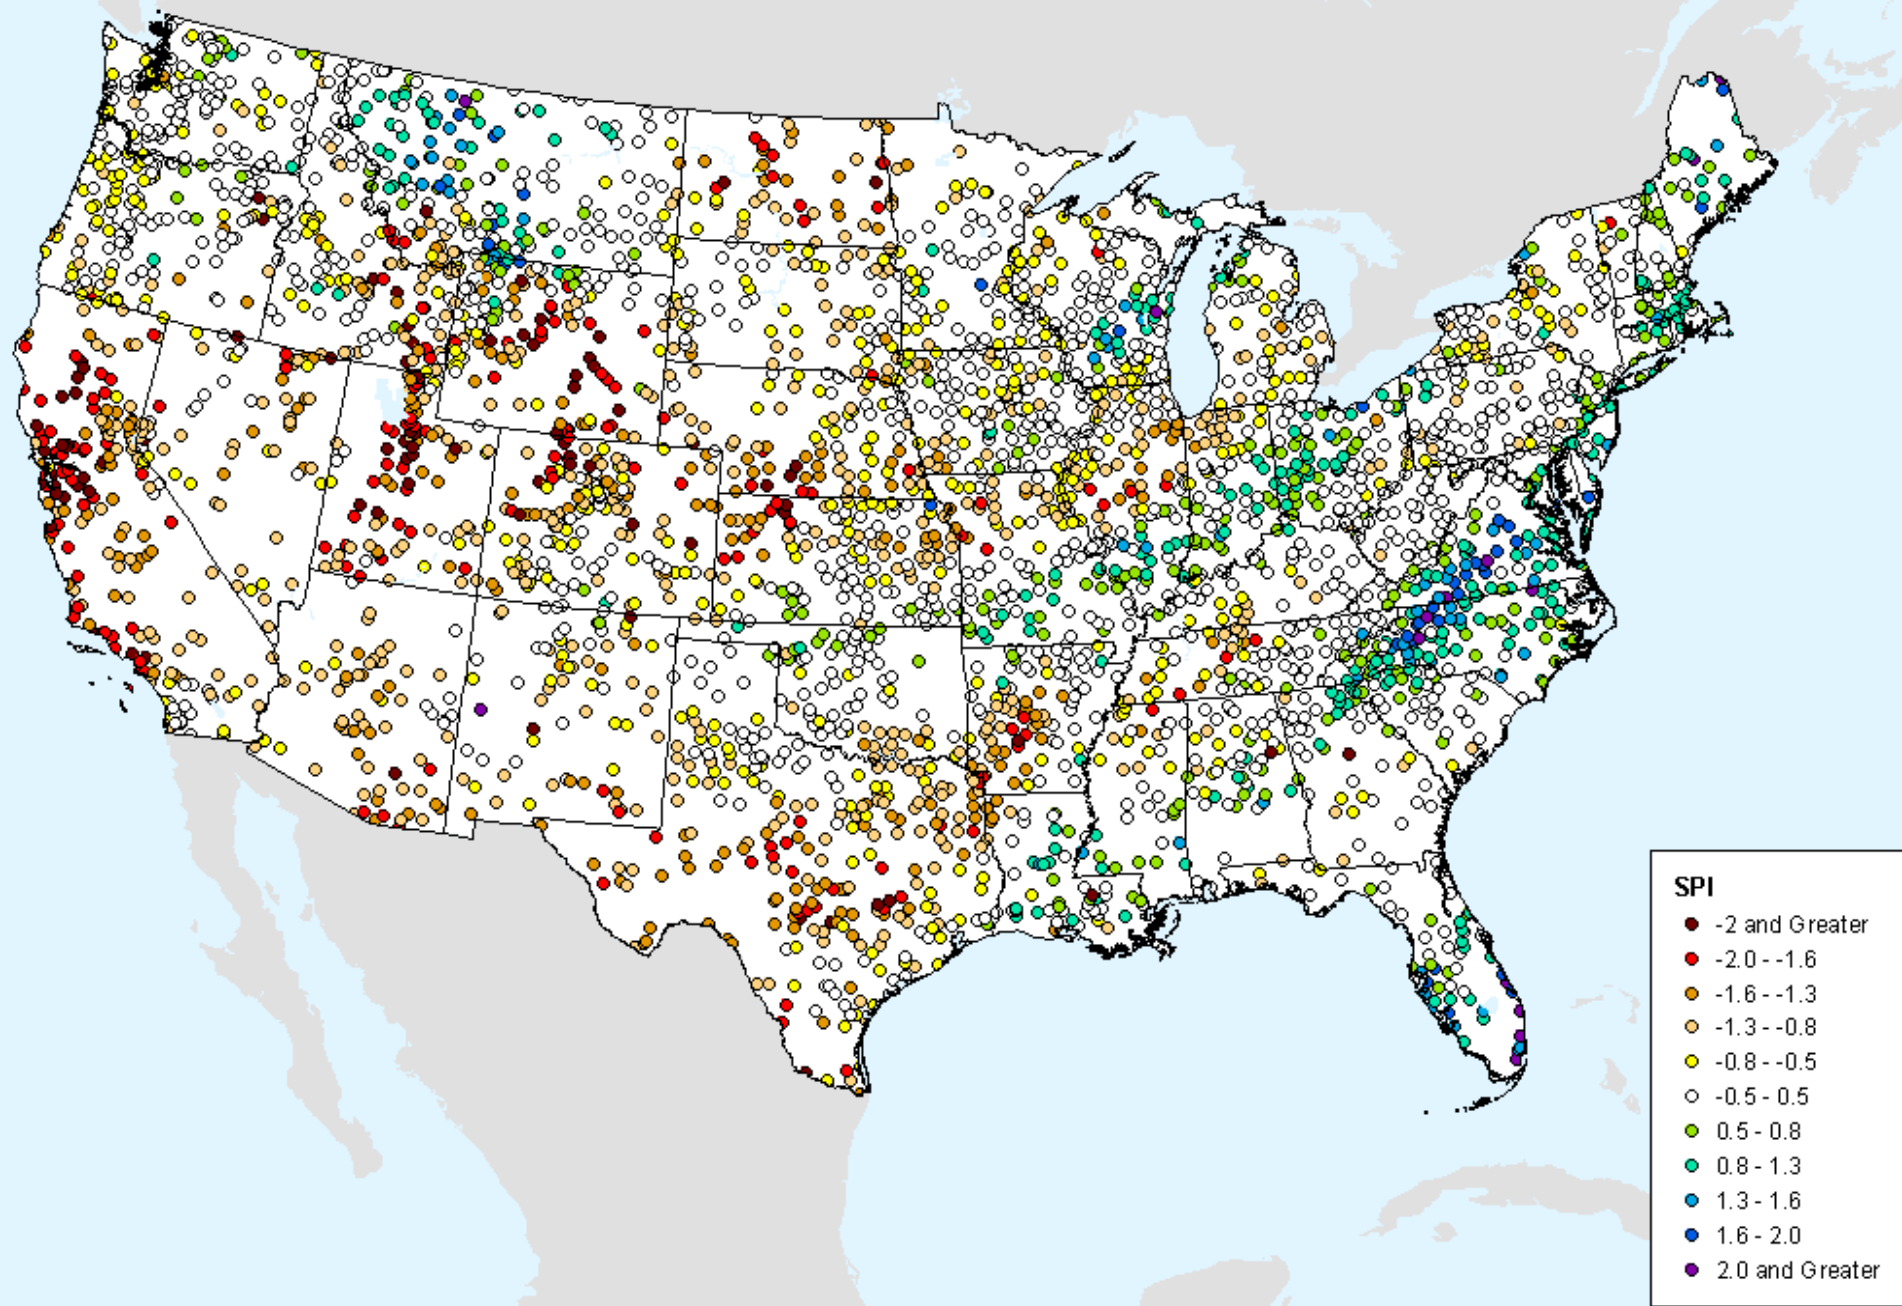 SPI
-2 and Greater
-2.0 - -1.6
-1.6 - -1.3
-1.3 - -0.8
-0.8 - -0.5
-0.5 - 0.5
0.5 - 0.8
0.8 - 1.3
1.3 - 1.6
1.6 - 2.0
2.0 and Greater